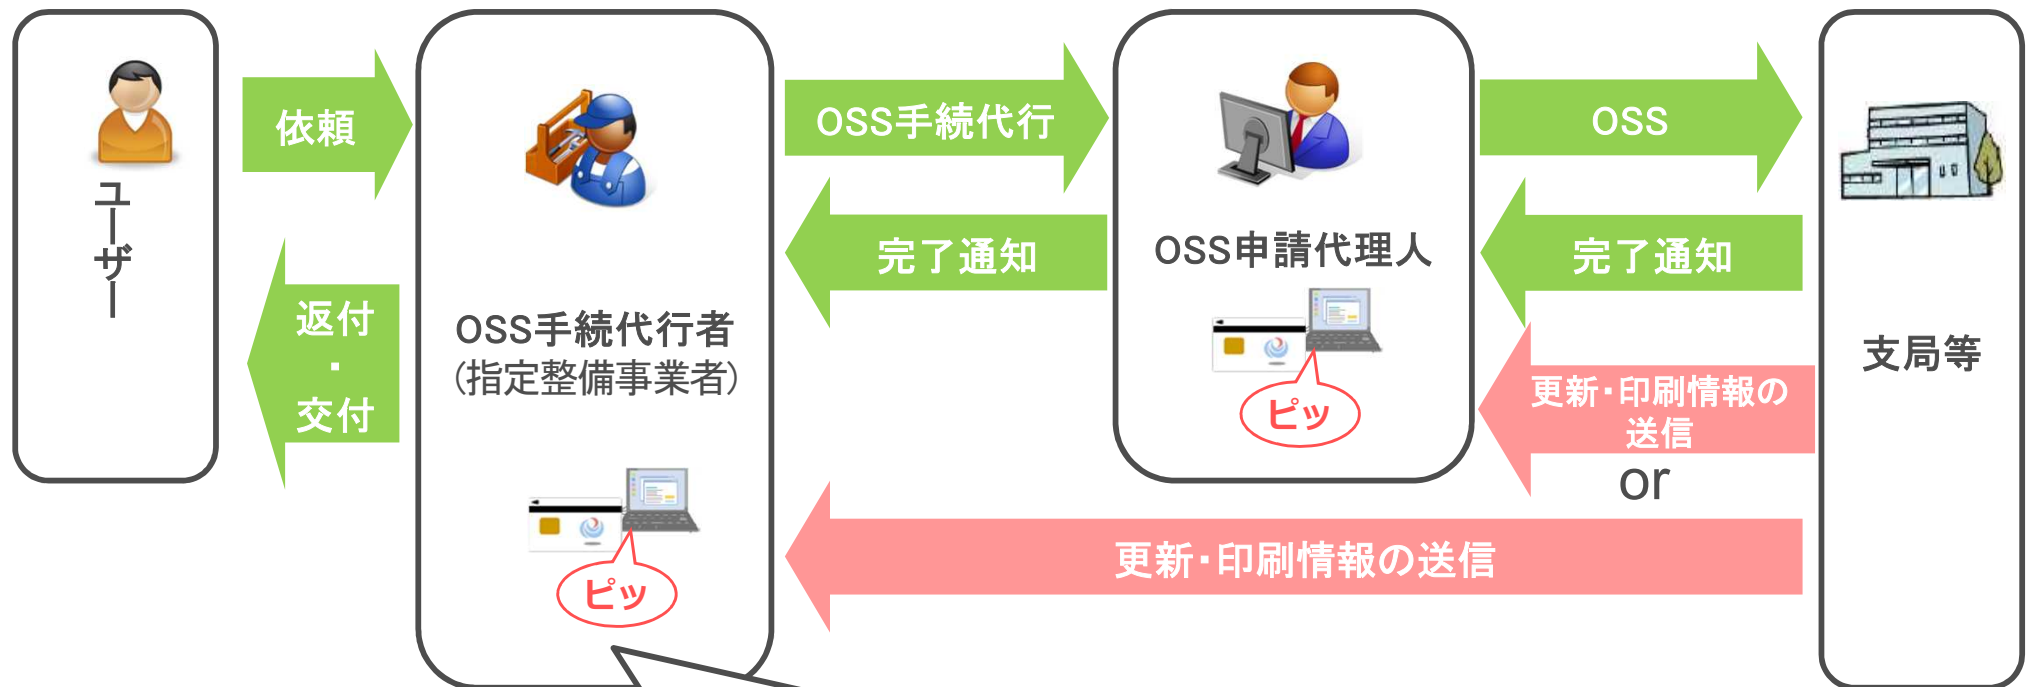 ユーザー
依頼
返付
・
交付
OSS手続代行者
（指定整備事業者）
ピッ
OSS手続代行
完了通知
OSS申請代理人
ピッ
OSS
完了通知
更新・印刷情報の
送信
or
更新・印刷情報の送信
支局等